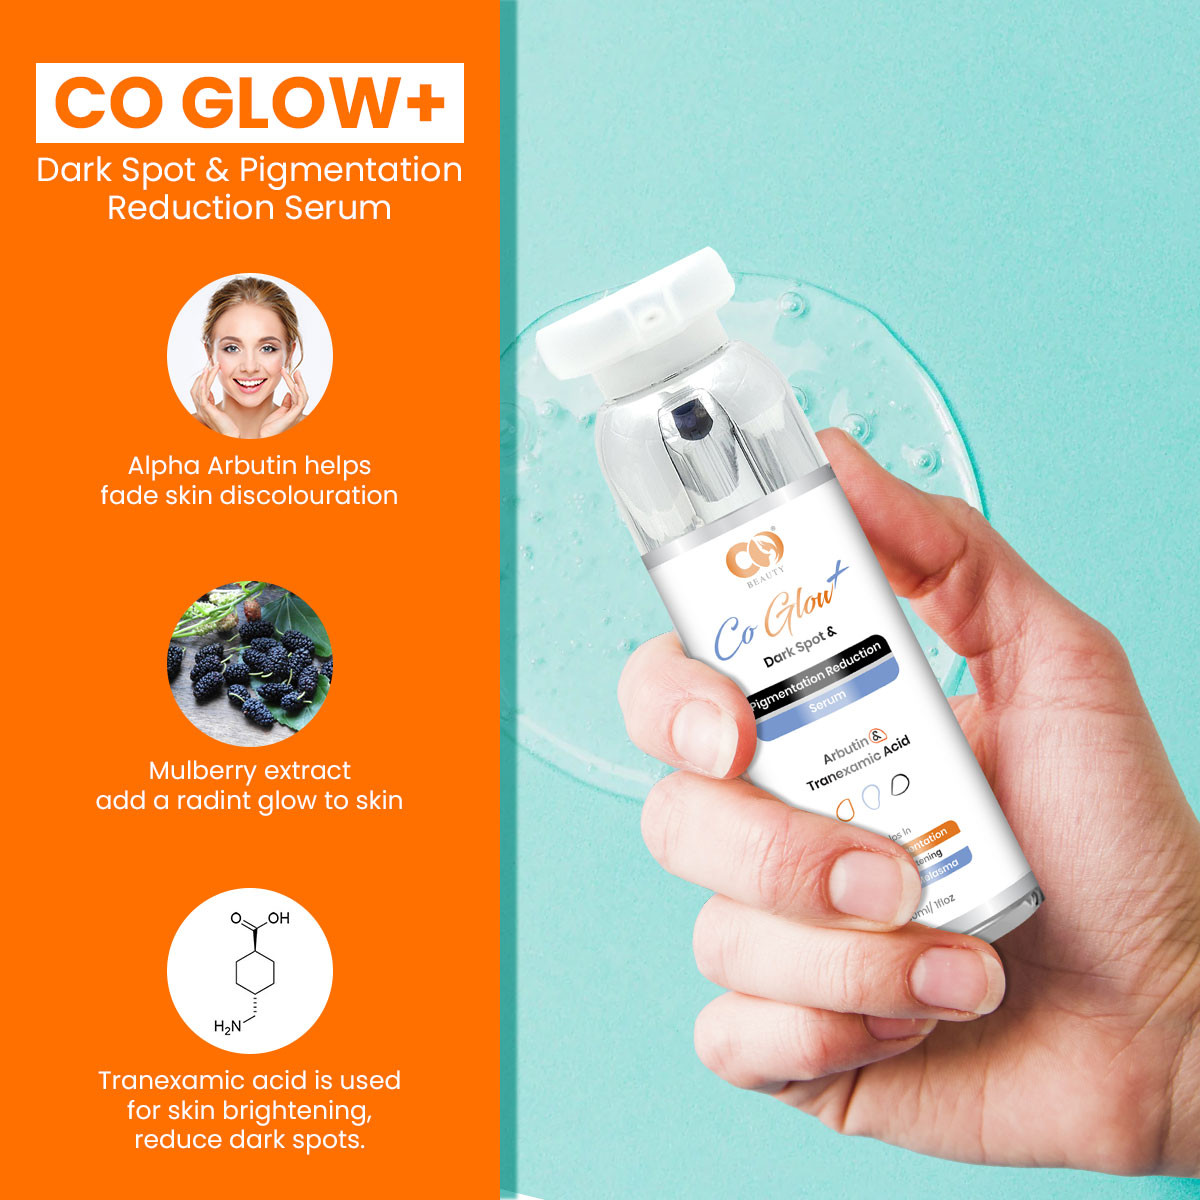 CO GLOW+
Dark Spot & Pigmentation
Reduction Serum
Alpha Arbutin helps
fade skin discolouration
Mulberry extract
add a radint glow to skin
O
OH
H₂N
Tranexamic acid is used
for skin brightening,
reduce dark spots.
CO
BEAUTY
Co Glow+
Dark Spot &
Pigmentation Reduction
Serum
Arbutin &
Tranexamic Acid
in
1floz